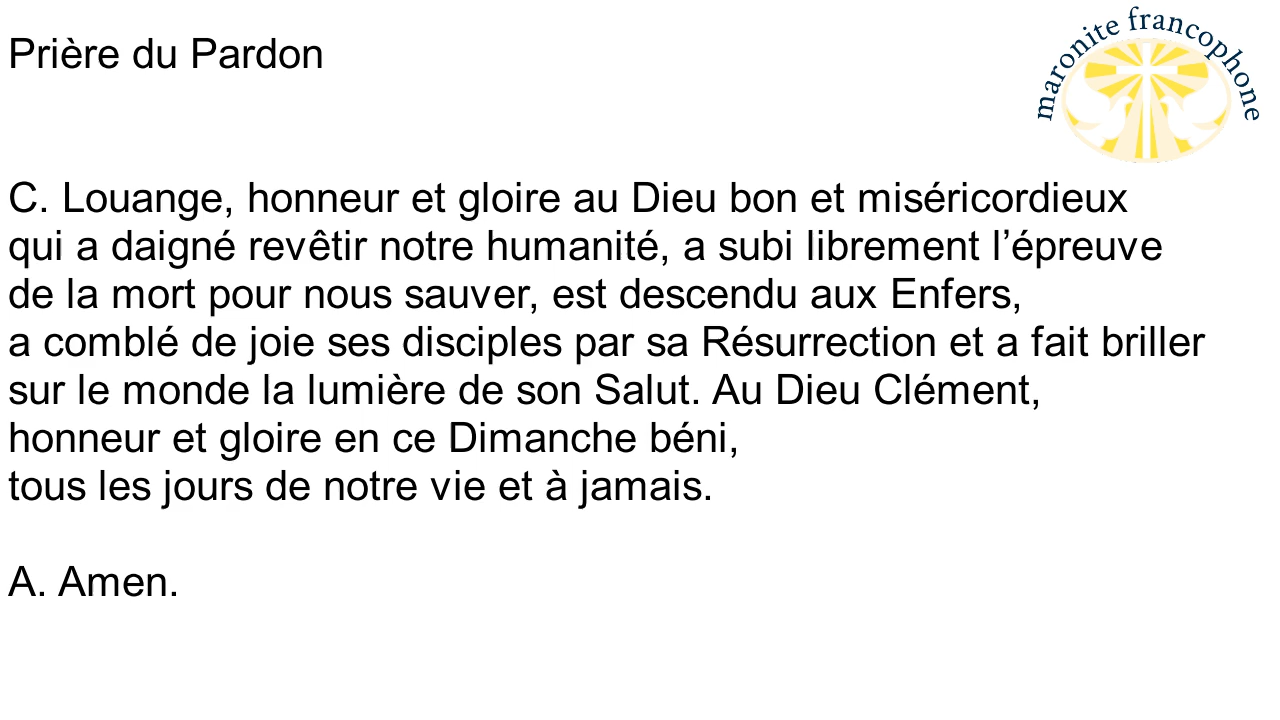 Prière du Pardon
maronite francophone
C. Louange, honneur et gloire au Dieu bon et miséricordieux
qui a daigné revêtir notre humanité, a subi librement l’épreuve
de la mort pour nous sauver, est descendu aux Enfers,
a comblé de joie ses disciples par sa Résurrection et a fait briller
sur le monde la lumière de son Salut. Au Dieu Clément,
honneur et gloire en ce Dimanche béni,
tous les jours de notre vie et à jamais.
A. Amen.